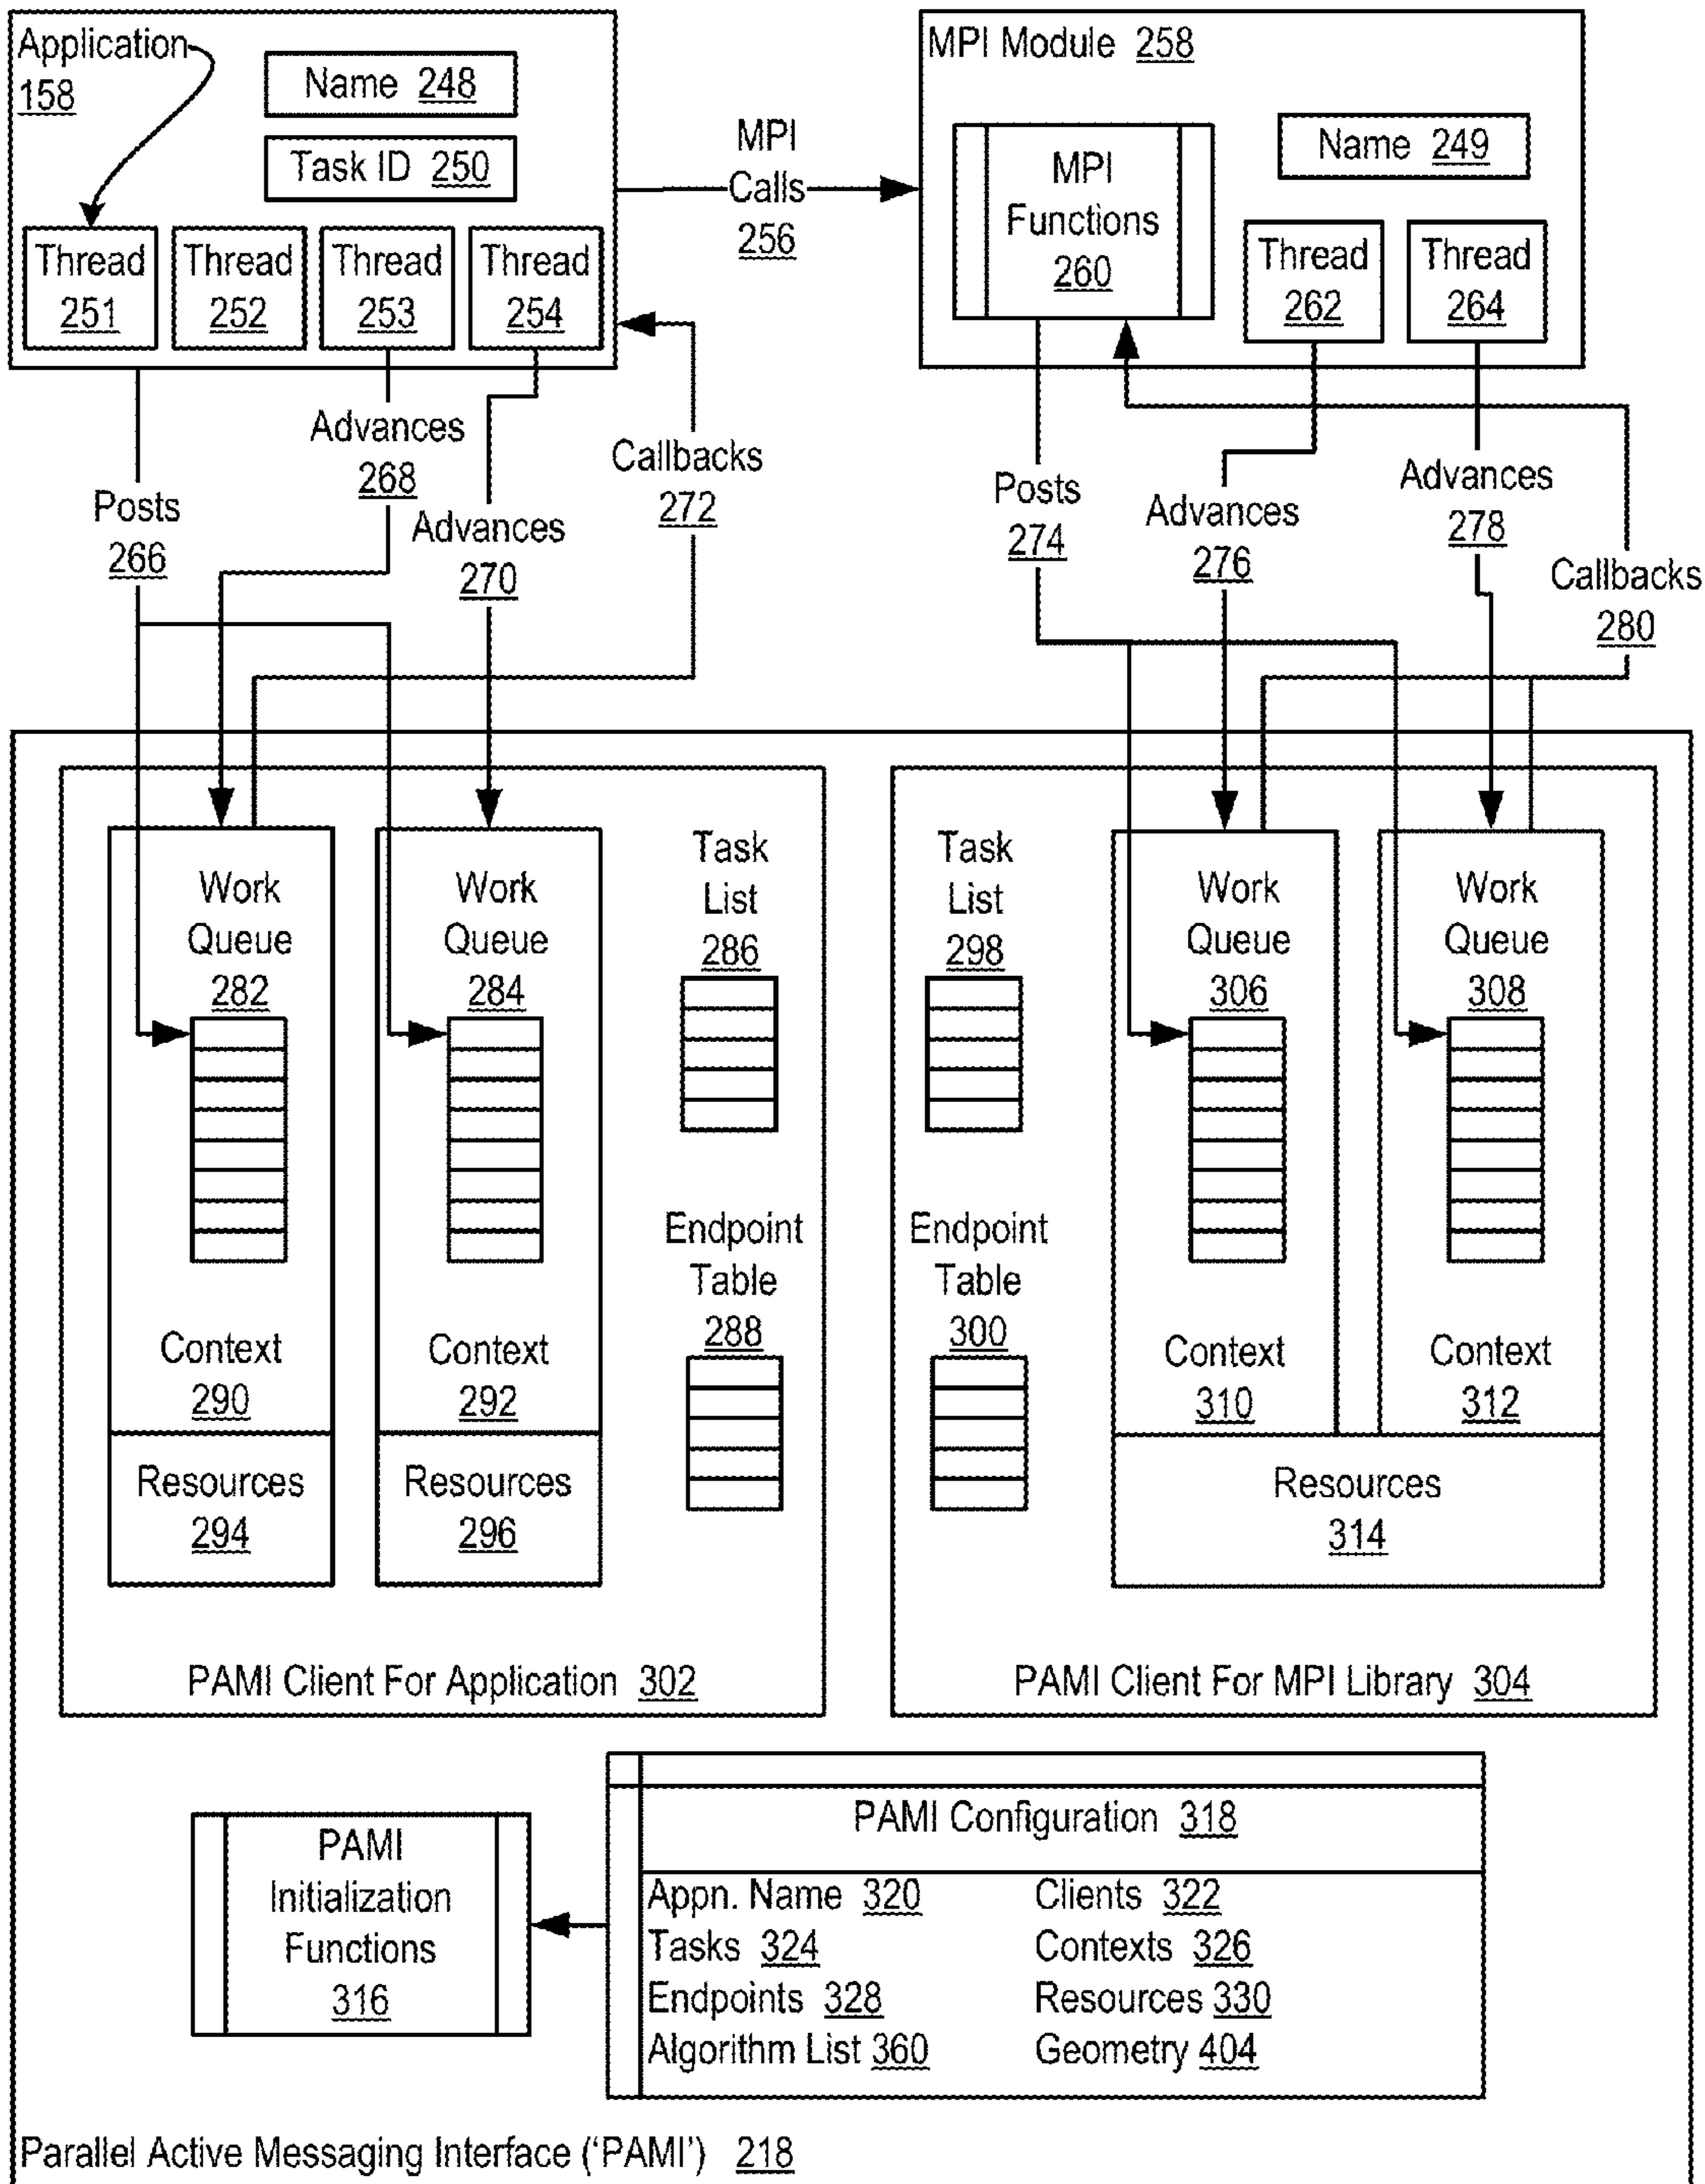 Application
158
Name 248
Task ID 250
Thread
251
Thread
252
Thread
253
Thread
254
MPI
Calls
256
MPI Module 258
MPI
Functions
260
Name 249
Thread
262
Thread
264
Posts
266
Advances
268
Advances
270
Callbacks
272
Posts
274
Advances
276
Advances
278
Callbacks
280
Work
Queue
282
Context
290
Resources
294
Work
Queue
284
Context
292
Resources
296
Task
List
286
Endpoint
Table
288
PAMI Client For Application 302
Task
List
298
Endpoint
Table
300
Work
Queue
306
Context
310
Work
Queue
308
Context
312
Resources
314
PAMI Client For MPI Library 304
PAMI
Initialization
Functions
316
PAMI Configuration 318
Appn. Name 320 Clients 322
Tasks 324 Contexts 326
Endpoints 328 Resources 330
Algorithm List 360 Geometry 404
Parallel Active Messaging Interface (‘PAMI’) 218